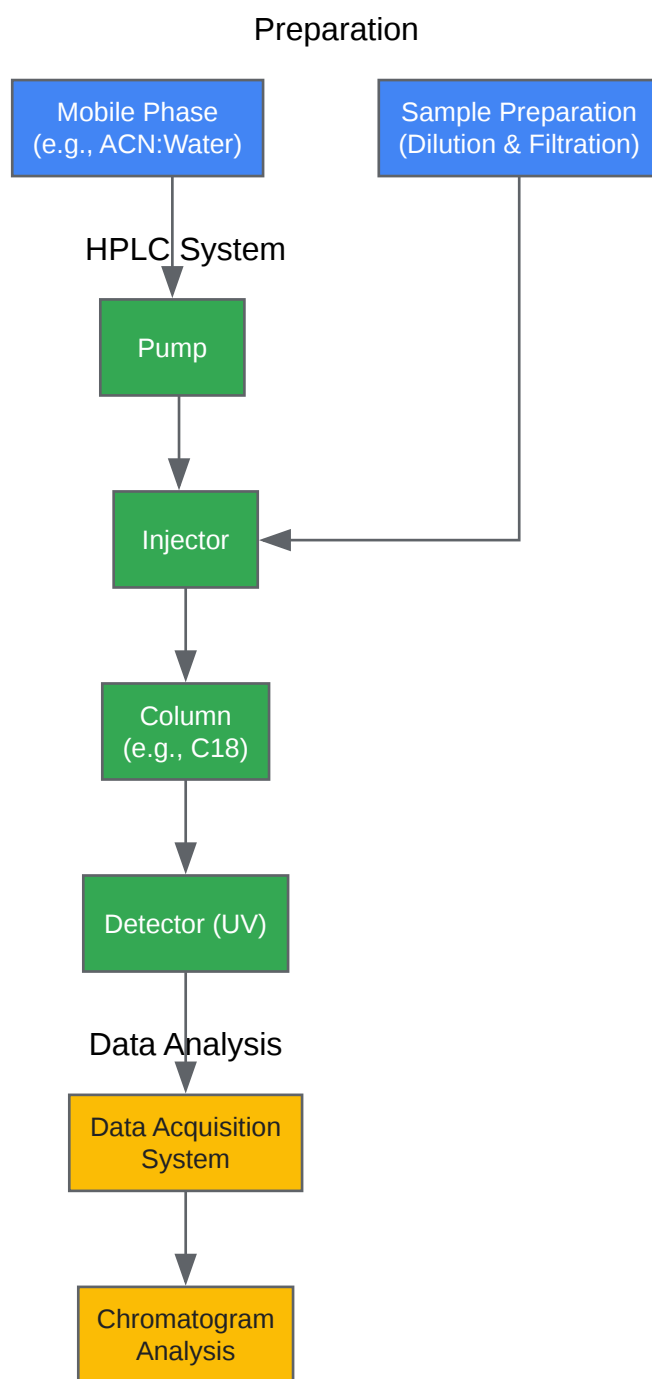 Preparation
Mobile Phase
(e.g., ACN:Water)
Sample Preparation
(Dilution & Filtration)
HPLC System
Pump
Injector
Column
(e.g., C18)
Detector (UV)
Data Analysis
Data Acquisition
System
Chromatogram
Analysis